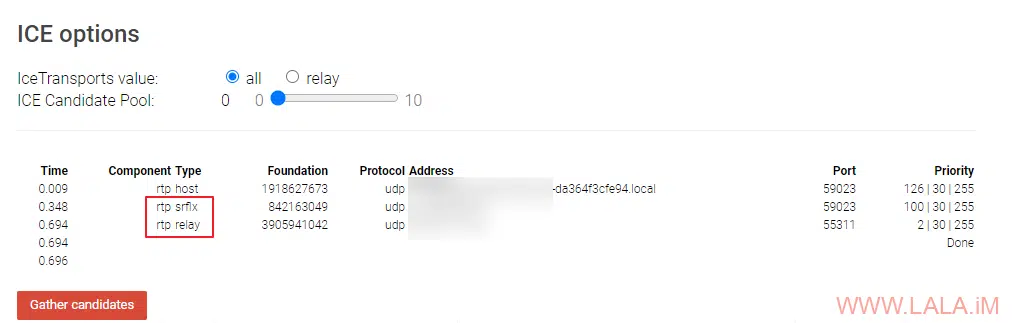 ICE options
IceTransports value: all relay
ICE Candidate Pool: 0 0 10
Time Component Type Foundation Protocol Address Port Priority
0.009 rtp host 1918627673 udp -da364f3cfe94.local 59023 126 | 30 | 255
0.348 rtp srflx 842163049 udp 59023 100 | 30 | 255
0.694 rtp relay 3905941042 udp 55311 2 | 30 | 255
0.694 Done
0.696
Gather candidates
WWW.LALA.iM